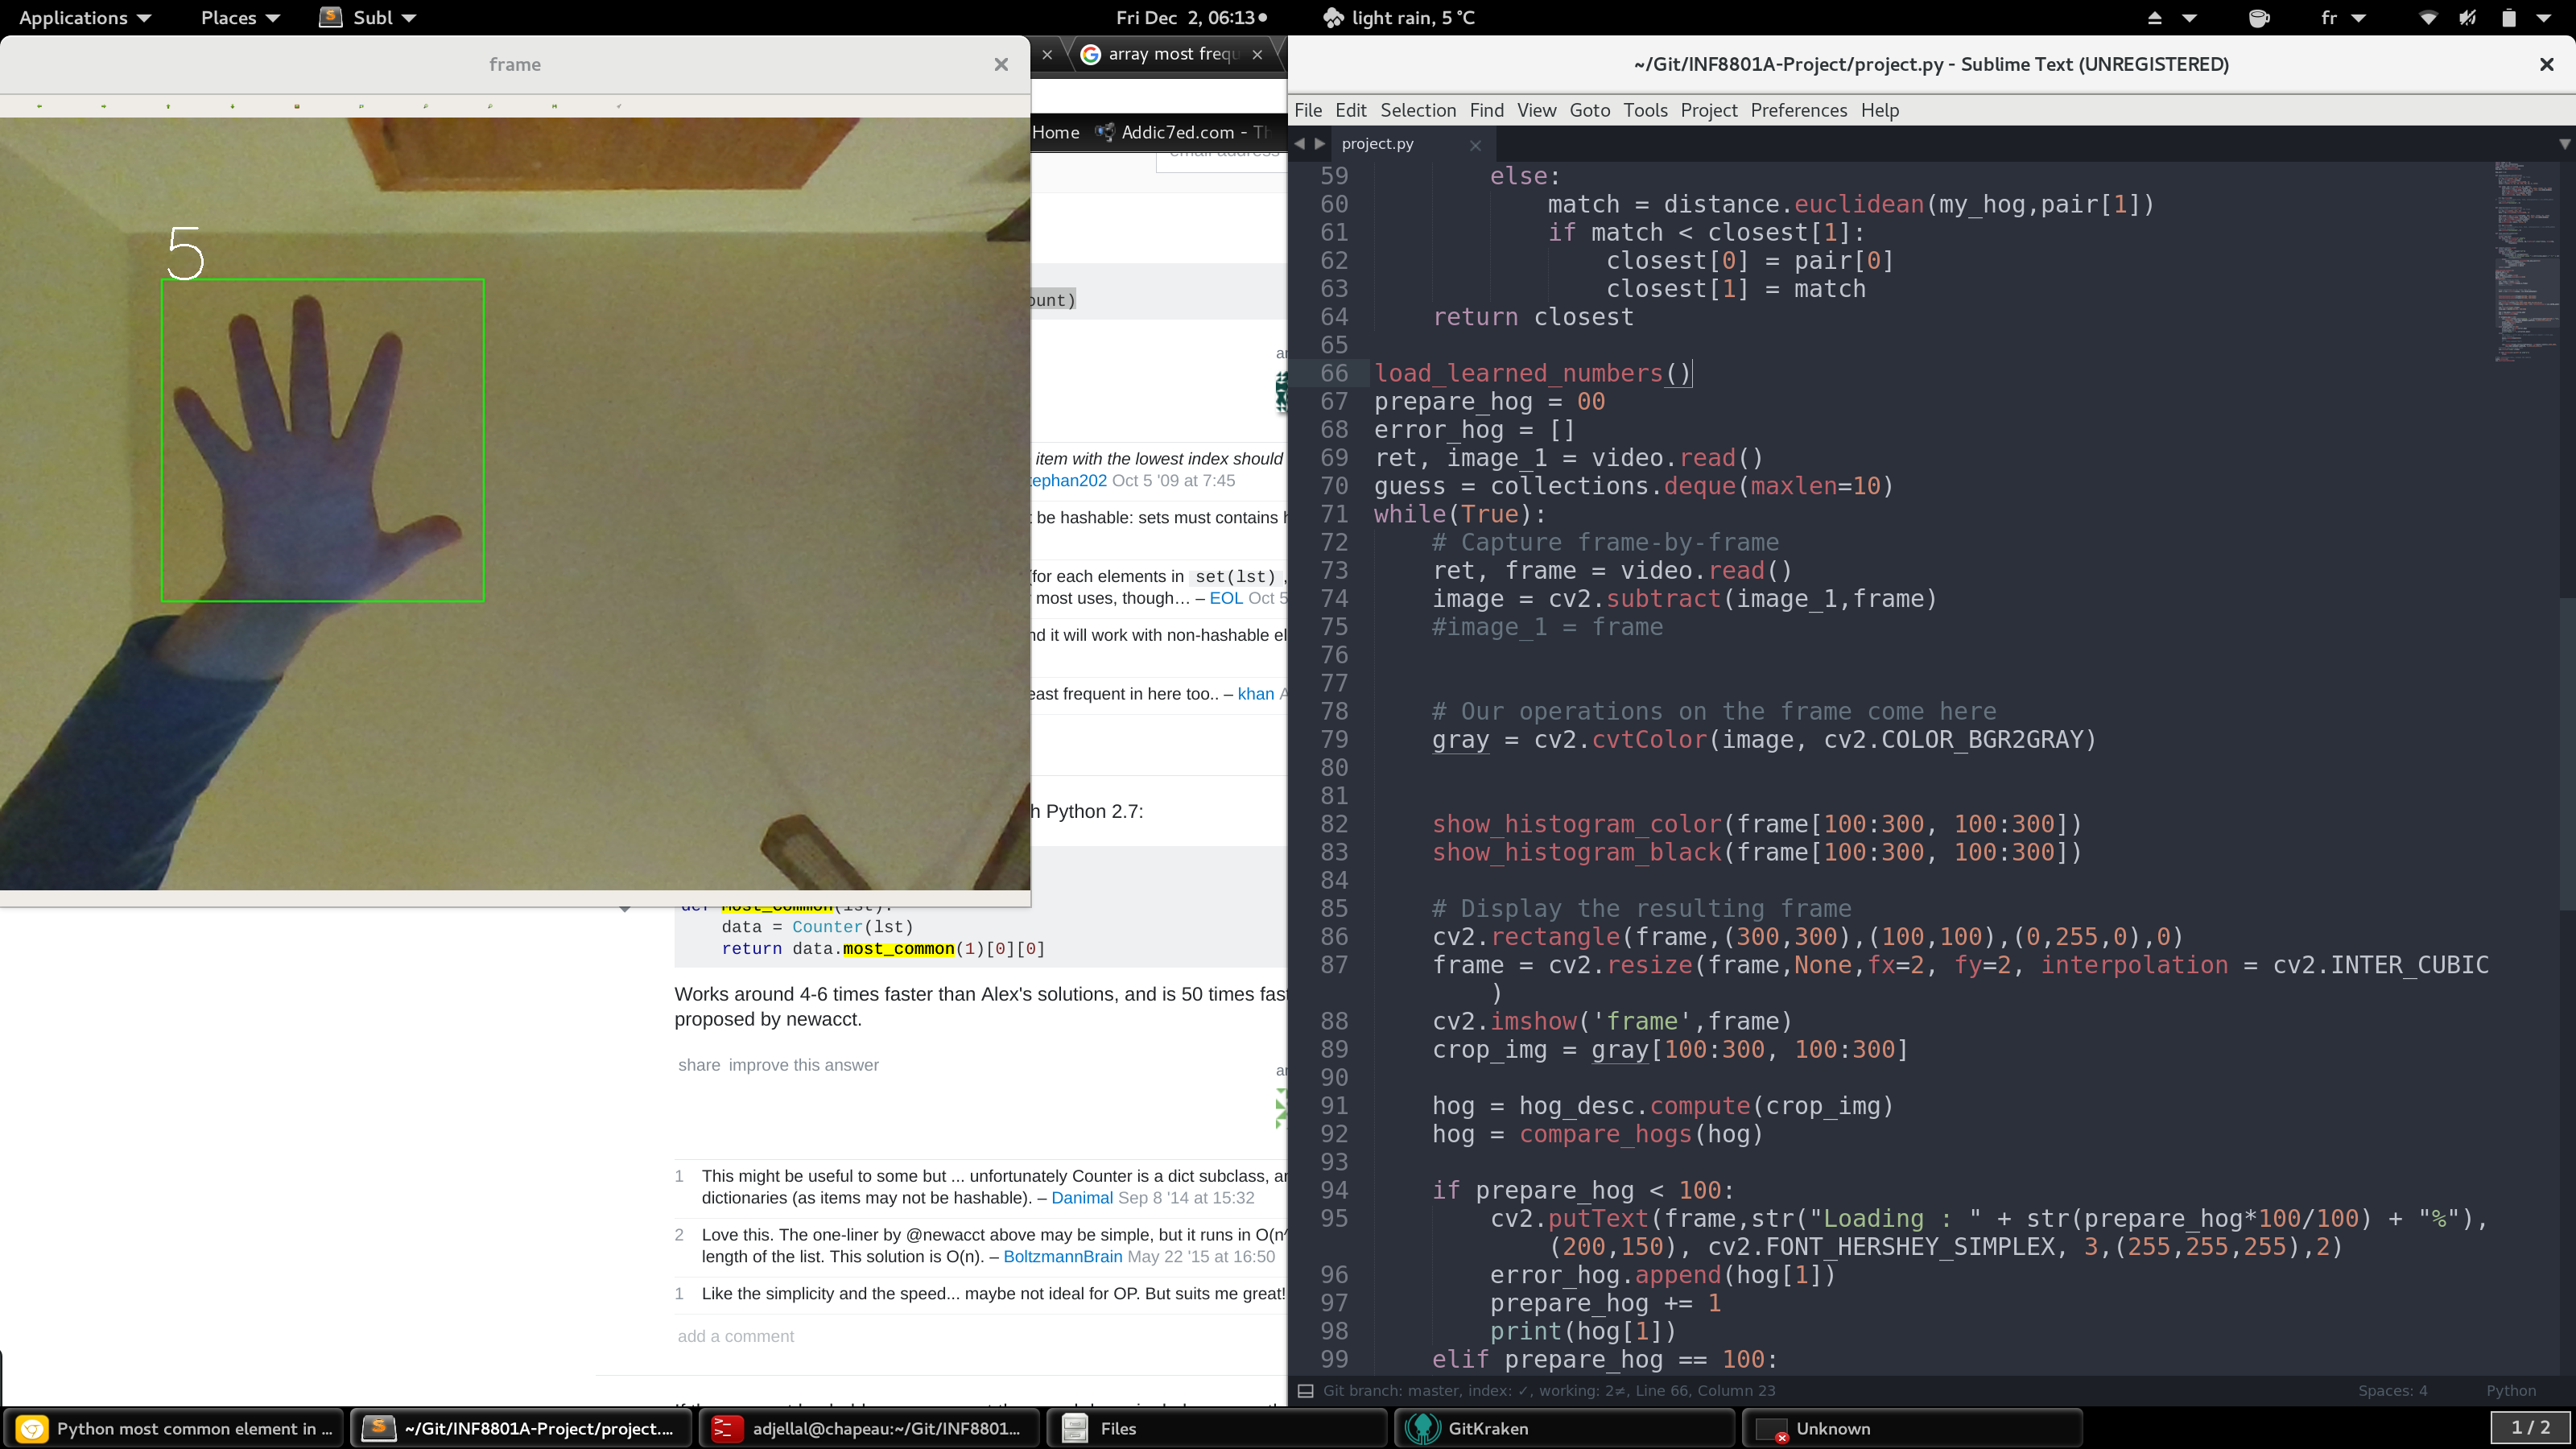 Applications
Places
Subl
Fri Dec 2, 06:13
light rain, 5 °C
fr
frame
5
array most frequ
Home
Addic7ed.com - Th
ount)
item with the lowest index should
tephan202 Oct 5 '09 at 7:45
be hashable: sets must contains
(for each elements in set(lst),
most uses, though… – EOL Oct 5
nd it will work with non-hashable el
east frequent in here too.. – khan A
h Python 2.7:
def most_common(lst):
data = Counter(lst)
return data.most_common(1)[0][0]
Works around 4-6 times faster than Alex's solutions, and is 50 times fas
proposed by newacct.
share improve this answer
1 This might be useful to some but ... unfortunately Counter is a dict subclass, a
dictionaries (as items may not be hashable). – Danimal Sep 8 '14 at 15:32
2 Love this. The one-liner by @newacct above may be simple, but it runs in O(n^
length of the list. This solution is O(n). – BoltzmannBrain May 22 '15 at 16:50
1 Like the simplicity and the speed... maybe not ideal for OP. But suits me great!
add a comment
~/Git/INF8801A-Project/project.py - Sublime Text (UNREGISTERED)
File Edit Selection Find View Goto Tools Project Preferences Help
project.py
59 else:
60 match = distance.euclidean(my_hog,pair[1])
61 if match < closest[1]:
62 closest[0] = pair[0]
63 closest[1] = match
64 return closest
65
66 load_learned_numbers()
67 prepare_hog = 00
68 error_hog = []
69 ret, image_1 = video.read()
70 guess = collections.deque(maxlen=10)
71 while(True):
72 # Capture frame-by-frame
73 ret, frame = video.read()
74 image = cv2.subtract(image_1,frame)
75 #image_1 = frame
76
77
78 # Our operations on the frame come here
79 gray = cv2.cvtColor(image, cv2.COLOR_BGR2GRAY)
80
81
82 show_histogram_color(frame[100:300, 100:300])
83 show_histogram_black(frame[100:300, 100:300])
84
85 # Display the resulting frame
86 cv2.rectangle(frame,(300,300),(100,100),(0,255,0),0)
87 frame = cv2.resize(frame,None,fx=2, fy=2, interpolation = cv2.INTER_CUBIC
)
88 cv2.imshow('frame',frame)
89 crop_img = gray[100:300, 100:300]
90
91 hog = hog_desc.compute(crop_img)
92 hog = compare_hogs(hog)
93
94 if prepare_hog < 100:
95 cv2.putText(frame,str("Loading : " + str(prepare_hog*100/100) + "%"),
(200,150), cv2.FONT_HERSHEY_SIMPLEX, 3,(255,255,255),2)
96 error_hog.append(hog[1])
97 prepare_hog += 1
98 print(hog[1])
99 elif prepare_hog == 100:
Git branch: master, index: ✓, working: 2≠, Line 66, Column 23
Spaces: 4
Python
Python most common element in ...
~/Git/INF8801A-Project/project....
adjellal@chapeau:~/Git/INF8801...
Files
GitKraken
Unknown
1 / 2